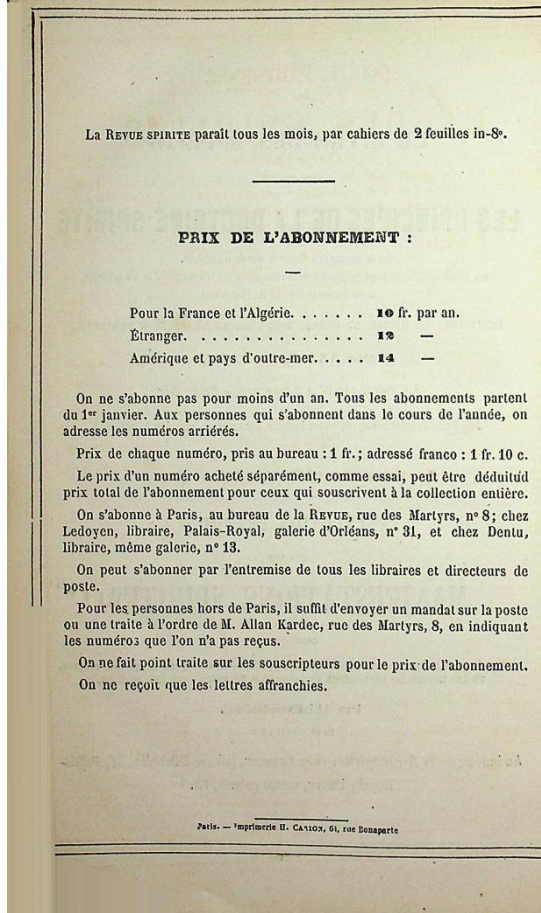 La REVUE SPIRITE paraît tous les mois, par cahiers de 2 feuilles in-8º.
PRIX DE L'ABONNEMENT :
Pour la France et l'Algérie. . . . . . . 10 fr. par an.
Étranger. . . . . . . . . . . . . . . . 12 —
Amérique et pays d'outre-mer. . . . . 14 —
On ne s'abonne pas pour moins d'un an. Tous les abonnements partent
du 1er janvier. Aux personnes qui s'abonnent dans le cours de l'année, on
adresse les numéros arriérés.
Prix de chaque numéro, pris au bureau : 1 fr. ; adressé franco : 1 fr. 10 c.
Le prix d'un numéro acheté séparément, comme essai, peut être déduitud
prix total de l'abonnement pour ceux qui souscrivent à la collection entière.
On s'abonne à Paris, au bureau de la REVUE, rue des Martyrs, nº 8 ; chez
Ledoyen, libraire, Palais-Royal, galerie d'Orléans, nº 31, et chez Dentu,
libraire, même galerie, nº 13.
On peut s'abonner par l'entremise de tous les libraires et directeurs de
poste.
Pour les personnes hors de Paris, il suffit d'envoyer un mandat sur la poste
ou une traite à l'ordre de M. Allan Kardec, rue des Martyrs, 8, en indiquant
les numéros que l'on n'a pas reçus.
On ne fait point traite sur les souscripteurs pour le prix de l'abonnement.
On ne reçoit que les lettres affranchies.
Paris. — Imprimerie H. CARION, 61, rue Bonaparte